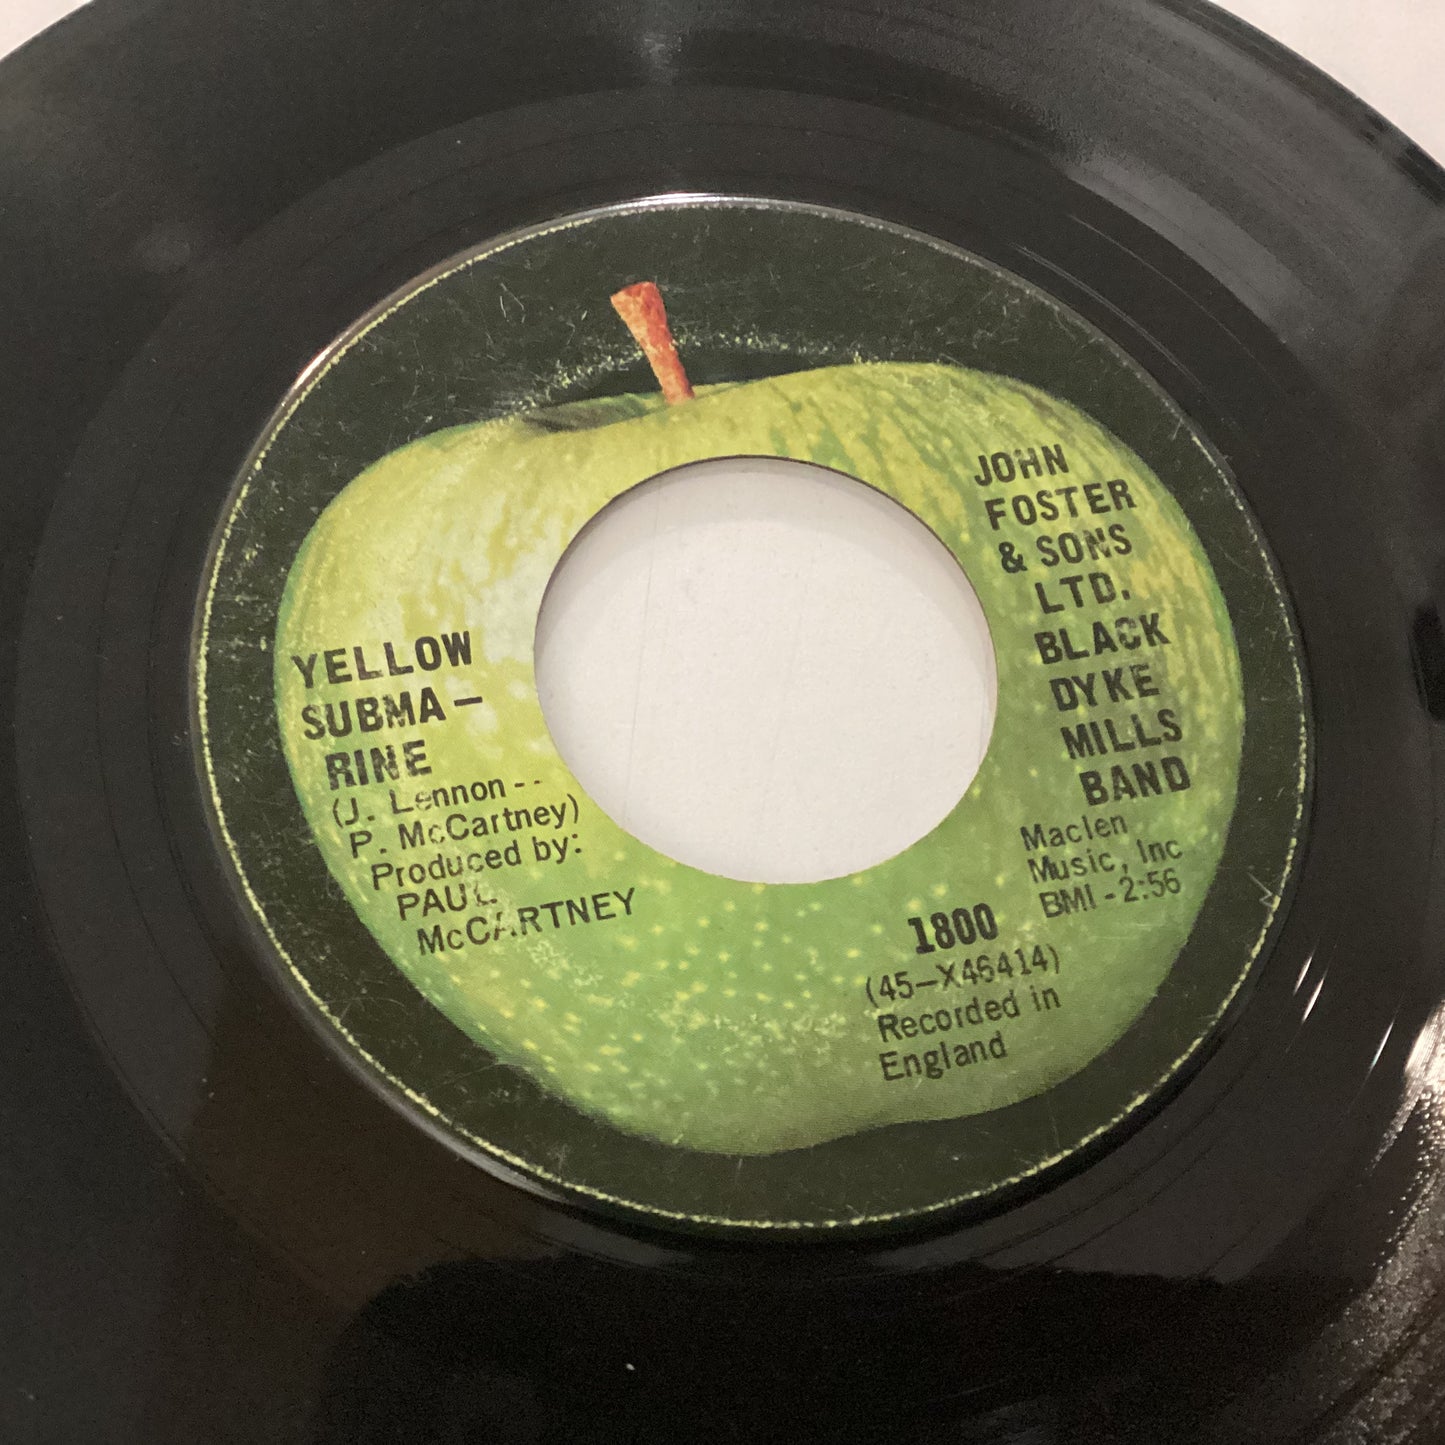 YELLOW
SUBMA-
RINE
(J. Lennon --
P. McCartney)
Produced by:
PAUL
McCARTNEY
JOHN
FOSTER
& SONS
LTD.
BLACK
DYKE
MILLS
BAND
Maclen
Music, Inc
BMI - 2:56
1800
(45-X46414)
Recorded in
England